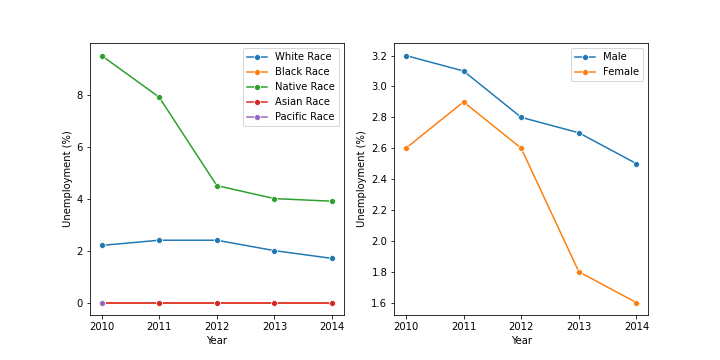 White Race
Black Race
Native Race
Asian Race
Pacific Race
8
6
4
2
0
Unemployment (%)
2010 2011 2012 2013 2014
Year
Male
Female
3.2
3.0
2.8
2.6
2.4
2.2
2.0
1.8
1.6
Unemployment (%)
2010 2011 2012 2013 2014
Year